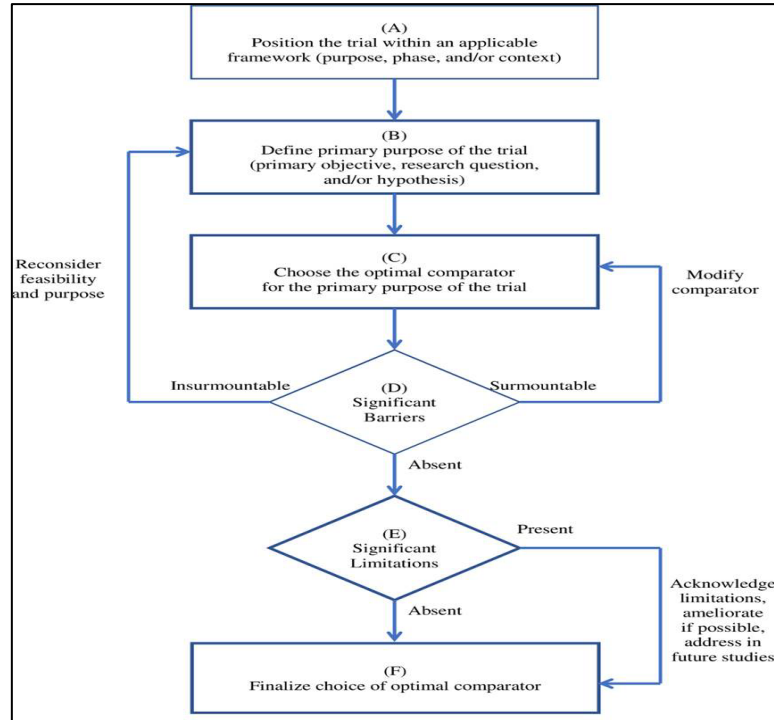 (A)
Position the trial within an applicable
framework (purpose, phase, and/or context)
(B)
Define primary purpose of the trial
(primary objective, research question,
and/or hypothesis)
(C)
Choose the optimal comparator
for the primary purpose of the trial
Reconsider
feasibility
and purpose
Modify
comparator
Insurmountable
(D)
Significant
Barriers
Surmountable
Absent
(E)
Significant
Limitations
Present
Absent
Acknowledge
limitations,
ameliorate
if possible,
address in
future studies
(F)
Finalize choice of optimal comparator